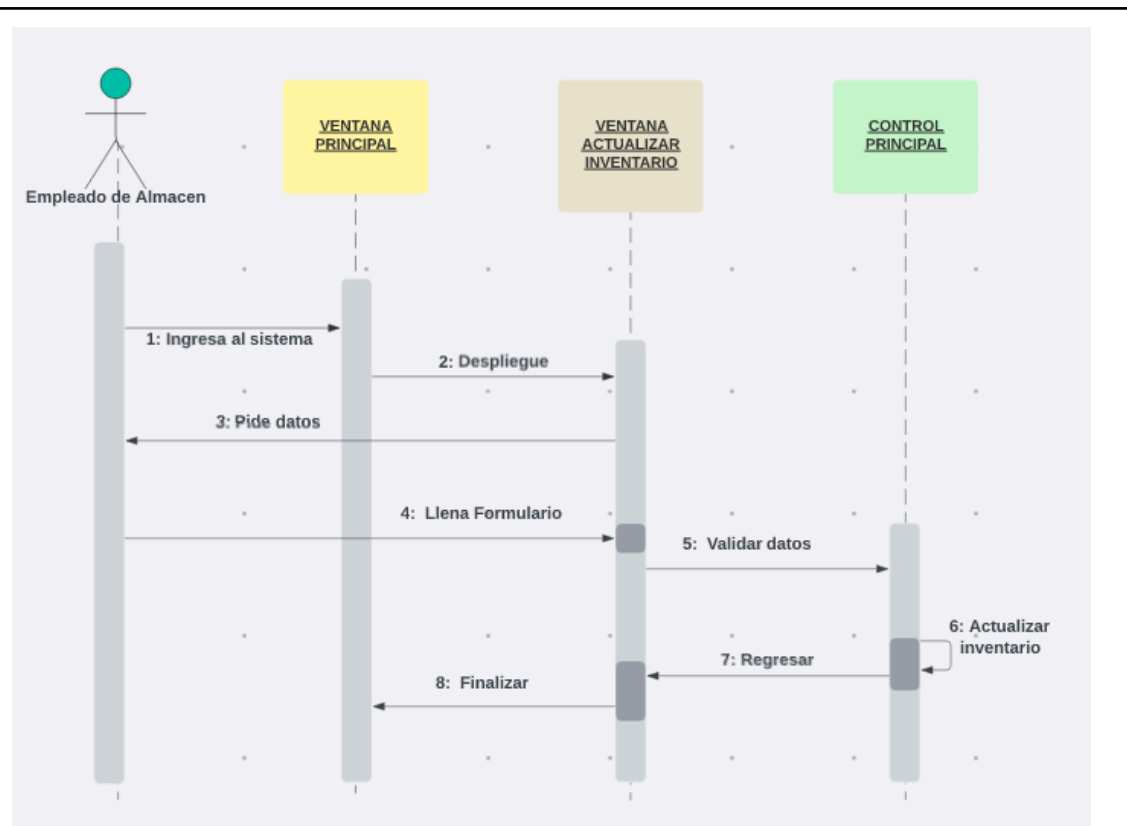 VENTANA
PRINCIPAL
VENTANA
ACTUALIZAR
INVENTARIO
CONTROL
PRINCIPAL
Empleado de Almacen
1: Ingresa al sistema
2: Despliegue
3: Pide datos
4: Llena Formulario
5: Validar datos
6: Actualizar
inventario
7: Regresar
8: Finalizar